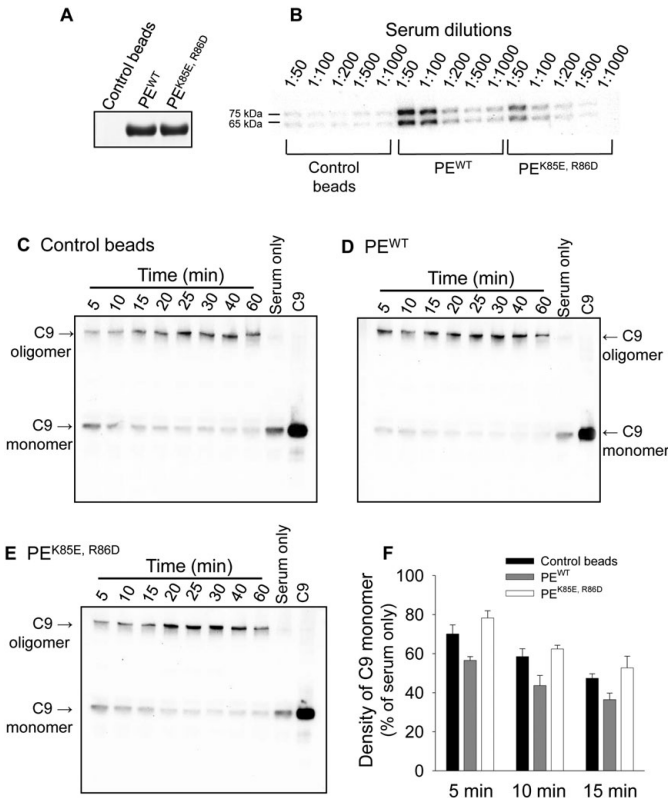 A
Control beads
PE^WT
PE^K85E, R86D
B
Serum dilutions
1:50
1:100
1:200
1:500
1:1000
1:50
1:100
1:200
1:500
1:1000
1:50
1:100
1:200
1:500
1:1000
75 kDa
65 kDa
Control
beads
PE^WT
PE^K85E, R86D
C Control beads
Time (min)
5 10 15 20 25 30 40 60 Serum only C9
C9 →
oligomer
C9 →
monomer
D PE^WT
Time (min)
5 10 15 20 25 30 40 60 Serum only C9
← C9
oligomer
← C9
monomer
E PE^K85E, R86D
Time (min)
5 10 15 20 25 30 40 60 Serum only C9
C9 →
oligomer
C9 →
monomer
F
Control beads
PE^WT
PE^K85E, R86D
Density of C9 monomer
(% of serum only)
100
80
60
40
20
0
5 min 10 min 15 min